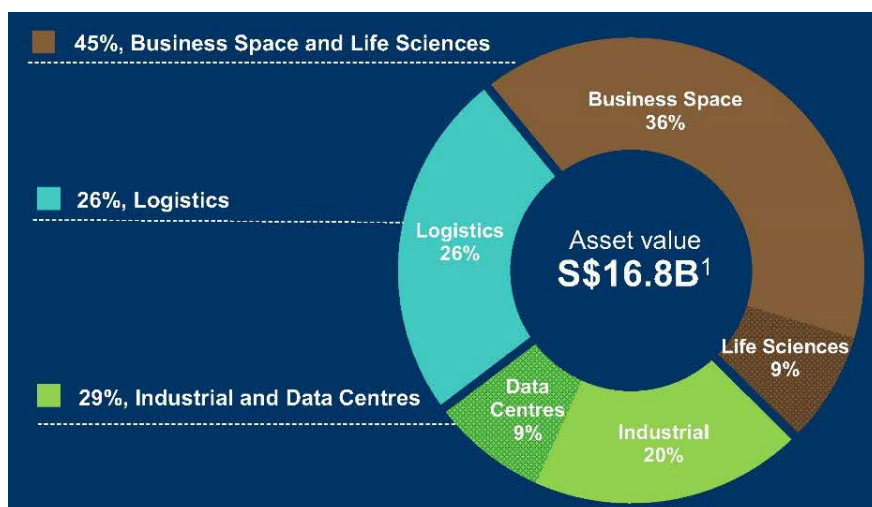 45%, Business Space and Life Sciences
Business Space
36%
26%, Logistics
Logistics
26%
Asset value
S$16.8B¹
Life Sciences
9%
29%, Industrial and Data Centres
Data
Centres
9%
Industrial
20%